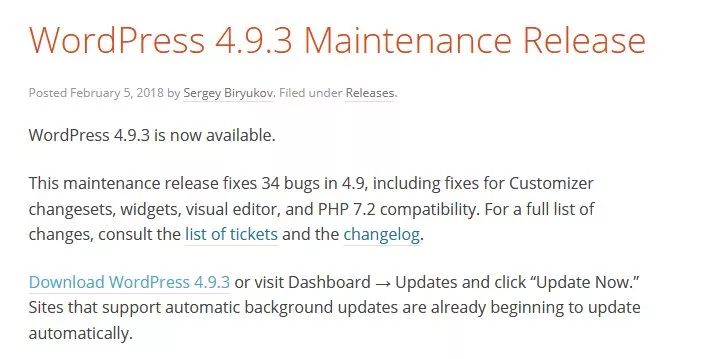 WordPress 4.9.3 Maintenance Release
Posted February 5, 2018 by Sergey Biryukov. Filed under Releases.
WordPress 4.9.3 is now available.
This maintenance release fixes 34 bugs in 4.9, including fixes for Customizer
changesets, widgets, visual editor, and PHP 7.2 compatibility. For a full list of
changes, consult the list of tickets and the changelog.
Download WordPress 4.9.3 or visit Dashboard → Updates and click “Update Now.”
Sites that support automatic background updates are already beginning to update
automatically.